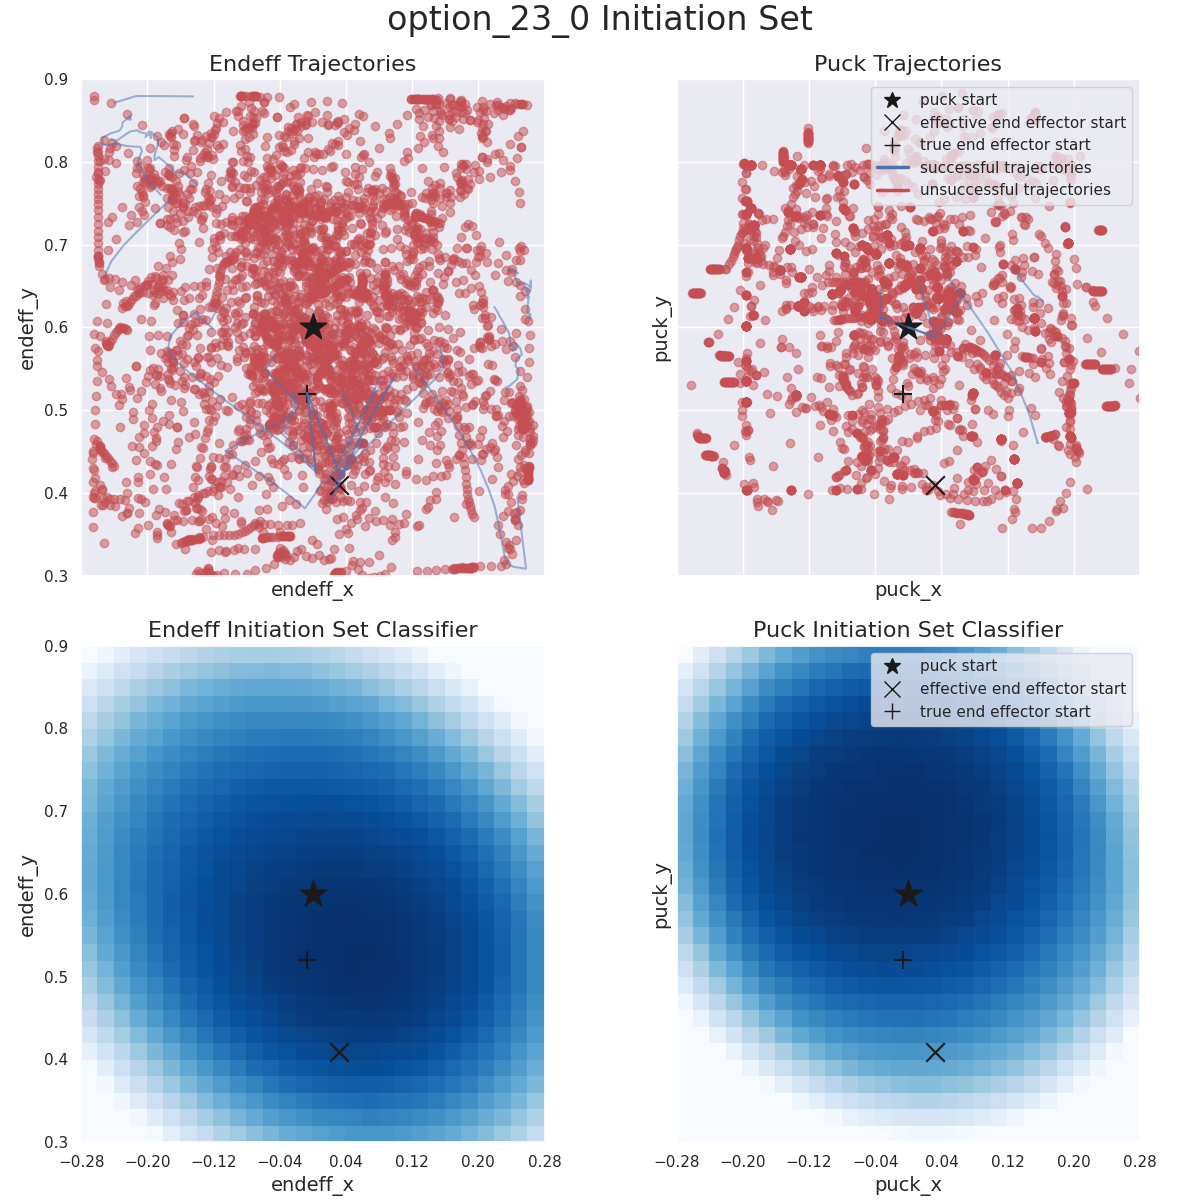 option_23_0 Initiation Set
Endeff Trajectories
0.9
0.8
0.7
0.6
0.5
0.4
0.3
endeff_y
endeff_x
Puck Trajectories
puck start
effective end effector start
true end effector start
successful trajectories
unsuccessful trajectories
puck_y
puck_x
Endeff Initiation Set Classifier
0.9
0.8
0.7
0.6
0.5
0.4
0.3
endeff_y
−0.28 −0.20 −0.12 −0.04 0.04 0.12 0.20 0.28
endeff_x
Puck Initiation Set Classifier
puck start
effective end effector start
true end effector start
puck_y
−0.28 −0.20 −0.12 −0.04 0.04 0.12 0.20 0.28
puck_x